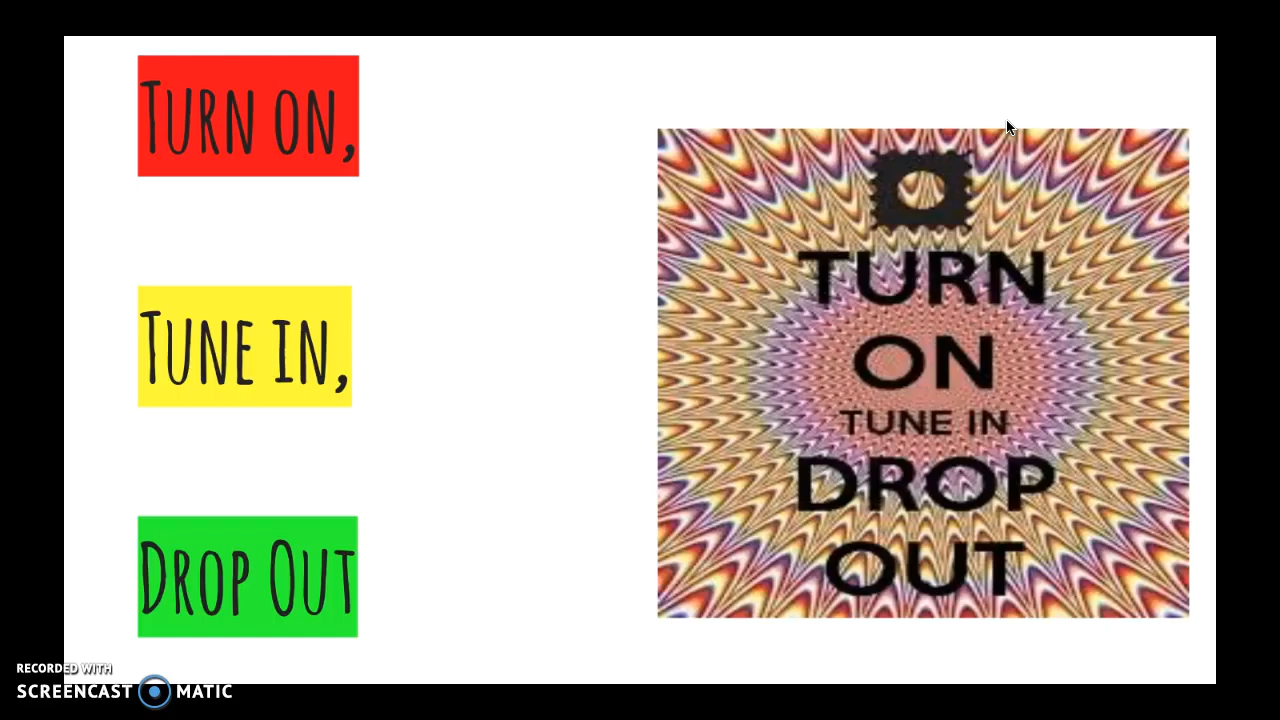 Turn on,
Tune in,
Drop Out
TURN
ON
TUNE IN
DROP
OUT
RECORDED WITH
SCREENCAST MATIC